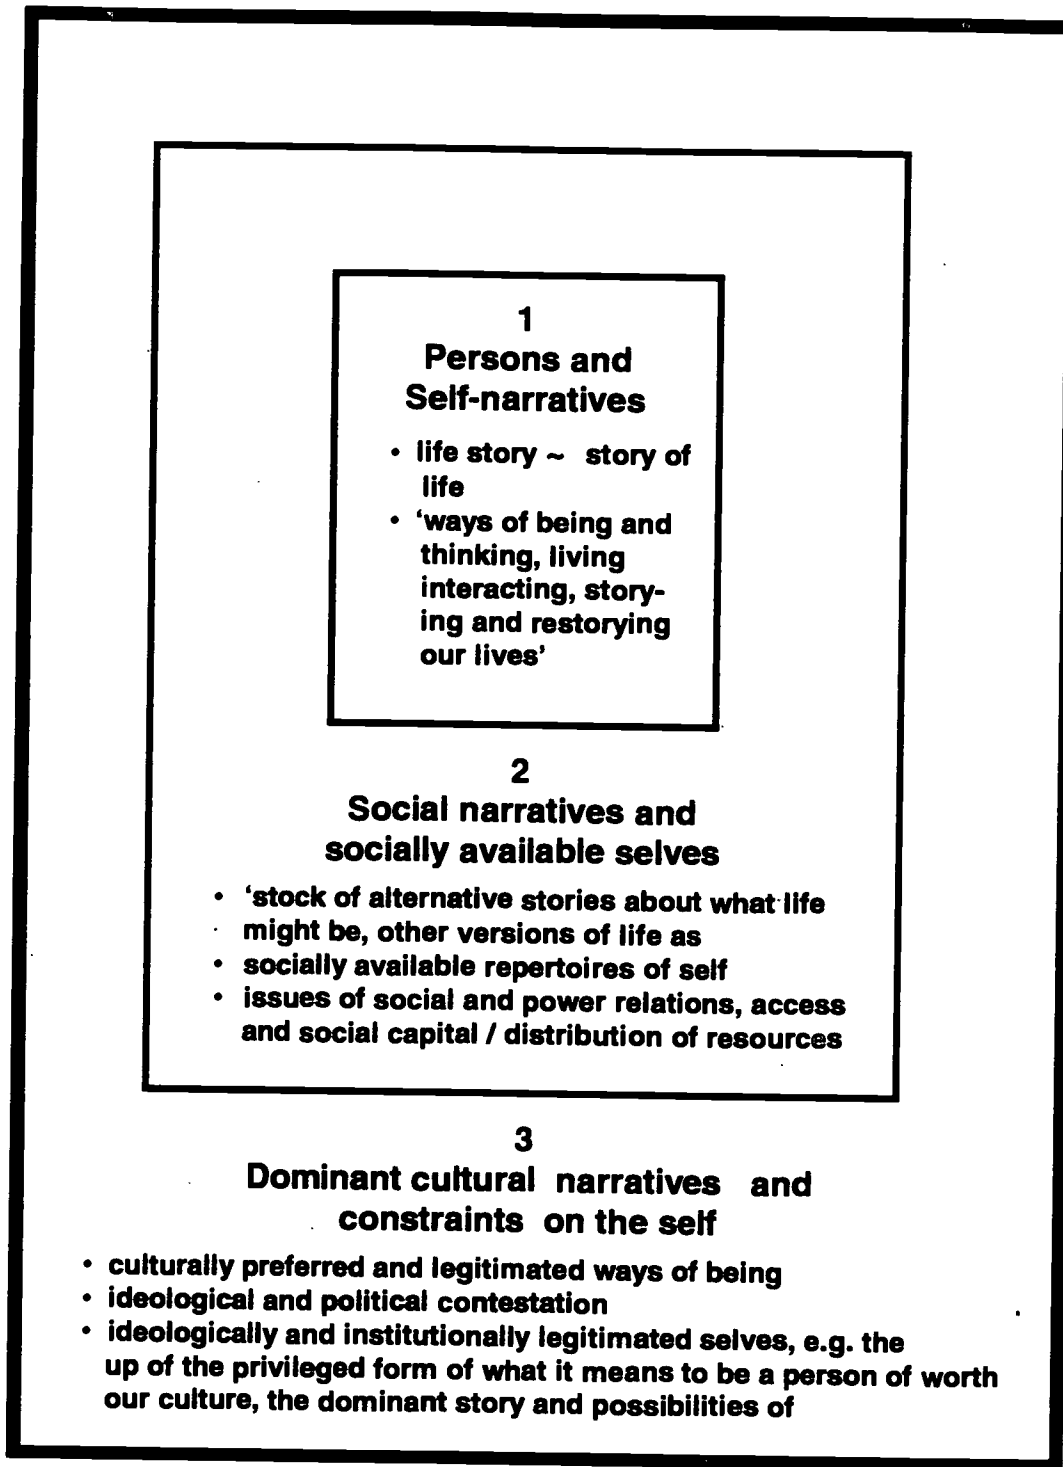 1
Persons and
Self-narratives
• life story ~ story of
life
• ‘ways of being and
thinking, living
interacting, story-
ing and restorying
our lives’
2
Social narratives and
socially available selves
• ‘stock of alternative stories about what life
might be, other versions of life as
• socially available repertoires of self
• issues of social and power relations, access
and social capital / distribution of resources
3
Dominant cultural narratives and
constraints on the self
• culturally preferred and legitimated ways of being
• ideological and political contestation
• ideologically and institutionally legitimated selves, e.g. the
up of the privileged form of what it means to be a person of worth
our culture, the dominant story and possibilities of